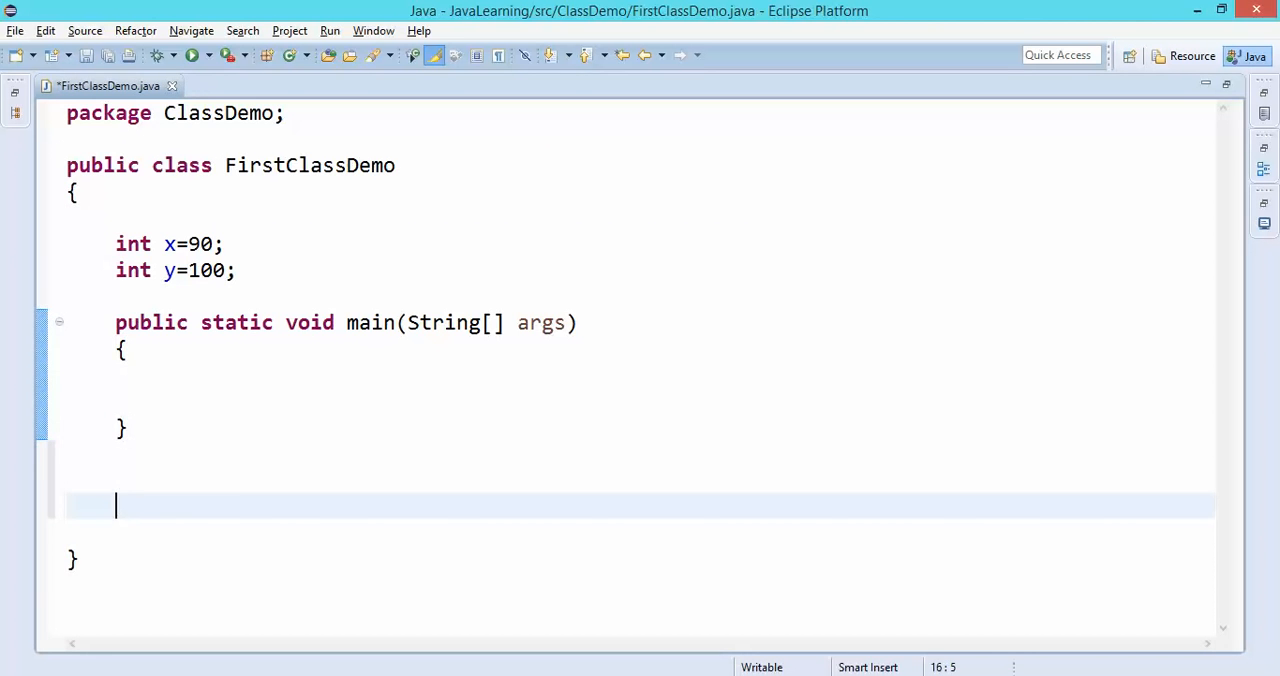 Java - JavaLearning/src/ClassDemo/FirstClassDemo.java - Eclipse Platform
File Edit Source Refactor Navigate Search Project Run Window Help
Quick Access Resource Java
*FirstClassDemo.java
package ClassDemo;
public class FirstClassDemo
{
int x=90;
int y=100;
public static void main(String[] args)
{
}
}
Writable Smart Insert 16 : 5